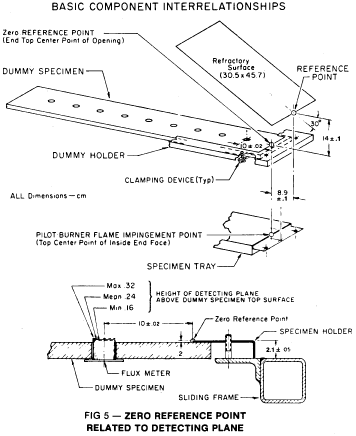 BASIC COMPONENT INTERRELATIONSHIPS
Zero REFERENCE POINT
(End Top Center Point of Opening)
Refractory
Surface
(30.5 x 45.7)
REFERENCE
POINT
DUMMY SPECIMEN
30°
14±.1
10±.02
DUMMY HOLDER
CLAMPING DEVICE (Typ)
8.9
±.1
ALL Dimensions—cm
PILOT-BURNER FLAME IMPINGEMENT POINT
(Top Center Point of Inside End Face)
SPECIMEN TRAY
Max .32
Mean .24
Min .16
HEIGHT OF DETECTING PLANE
ABOVE DUMMY SPECIMEN TOP SURFACE
10±.02
Zero Reference Point
SPECIMEN HOLDER
2
2.1±.05
FLUX METER
DUMMY SPECIMEN
SLIDING FRAME
FIG 5 — ZERO REFERENCE POINT
RELATED TO DETECTING PLANE